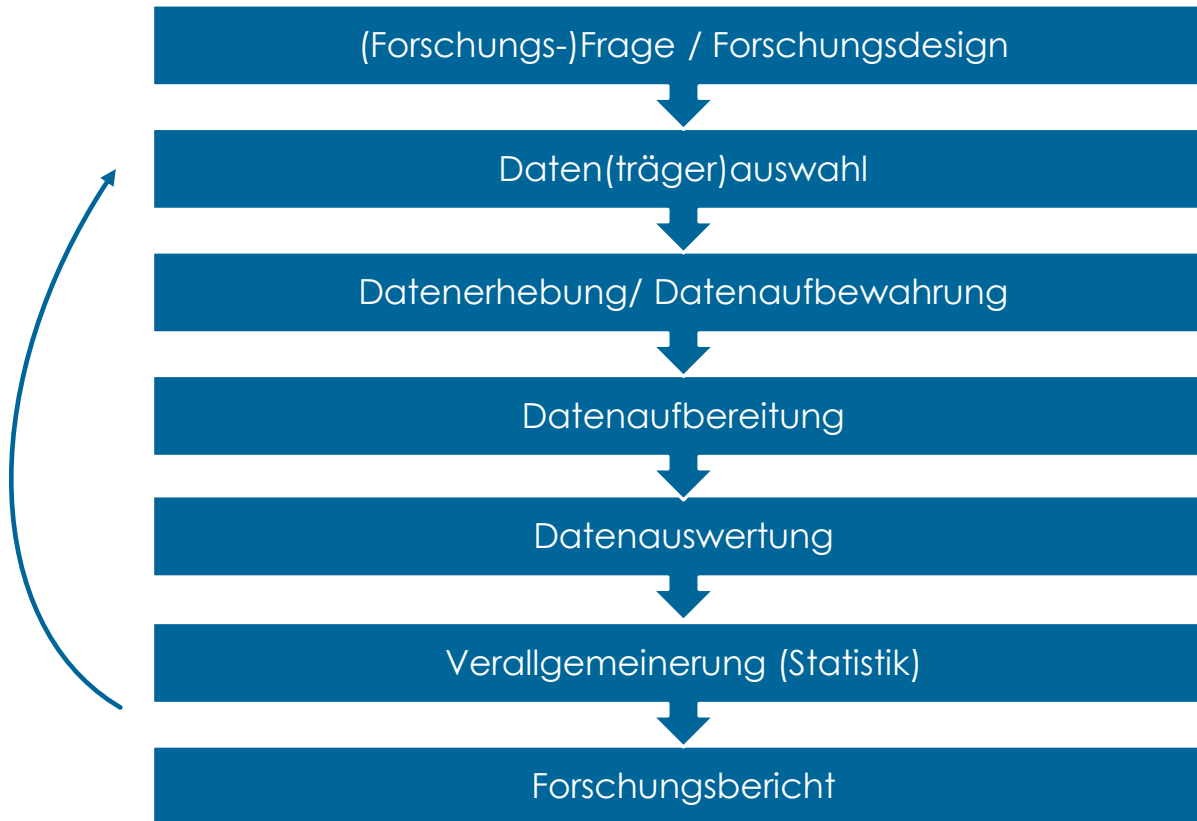 (Forschungs-)Frage / Forschungsdesign
Daten(träger)auswahl
Datenerhebung/ Datenaufbewahrung
Datenaufbereitung
Datenauswertung
Verallgemeinerung (Statistik)
Forschungsbericht